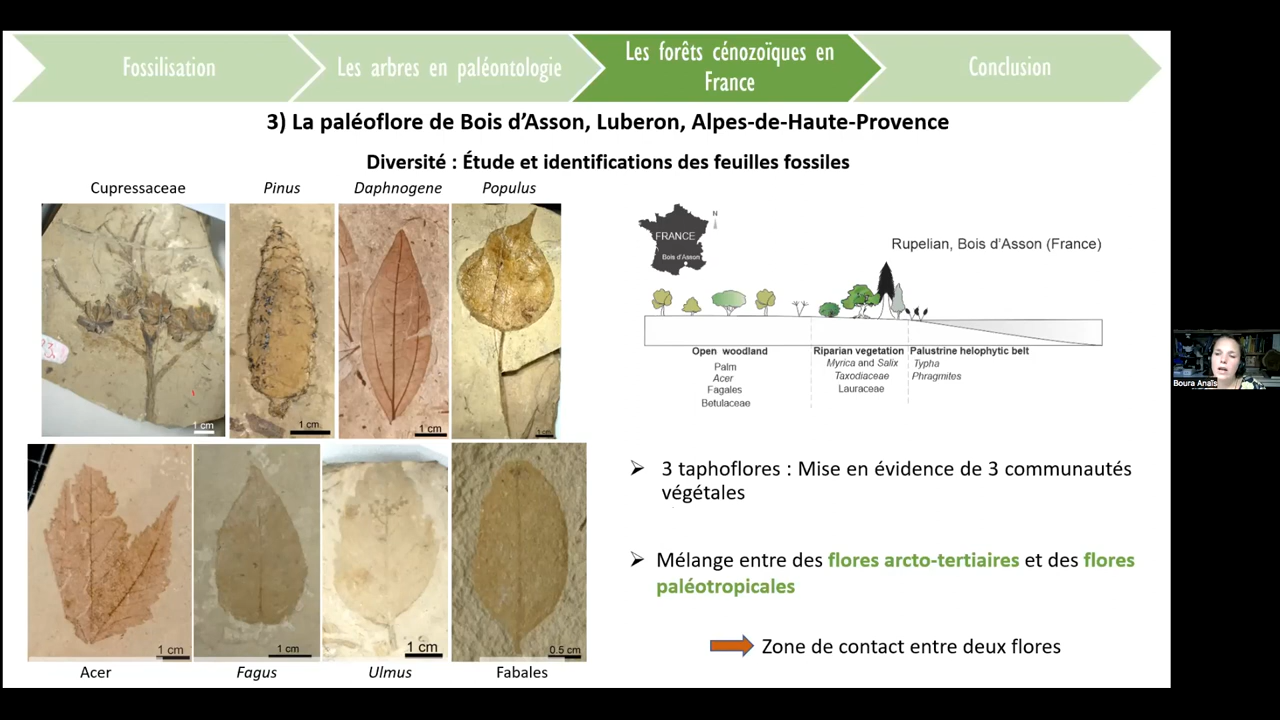 Fossilisation
Les arbres en paléontologie
Les forêts cénozoïques en
France
Conclusion
3) La paléoflore de Bois d'Asson, Luberon, Alpes-de-Haute-Provence
Diversité : Étude et identifications des feuilles fossiles
Cupressaceae
Pinus
Daphnogene
Populus
1 cm
1 cm
1 cm
1 cm
Acer
Fagus
Ulmus
Fabales
1 cm
1 cm
1 cm
0.5 cm
N
FRANCE
Bois d'Asson
Rupelian, Bois d'Asson (France)
Open woodland
Palm
Acer
Fagales
Betulaceae
Riparian vegetation
Myrica and Salix
Taxodiaceae
Lauraceae
Palustrine helophytic belt
Typha
Phragmites
3 taphoflores : Mise en évidence de 3 communautés
végétales
Mélange entre des flores arcto-tertiaires et des flores
paléotropicales
Zone de contact entre deux flores
Boura Anaïs